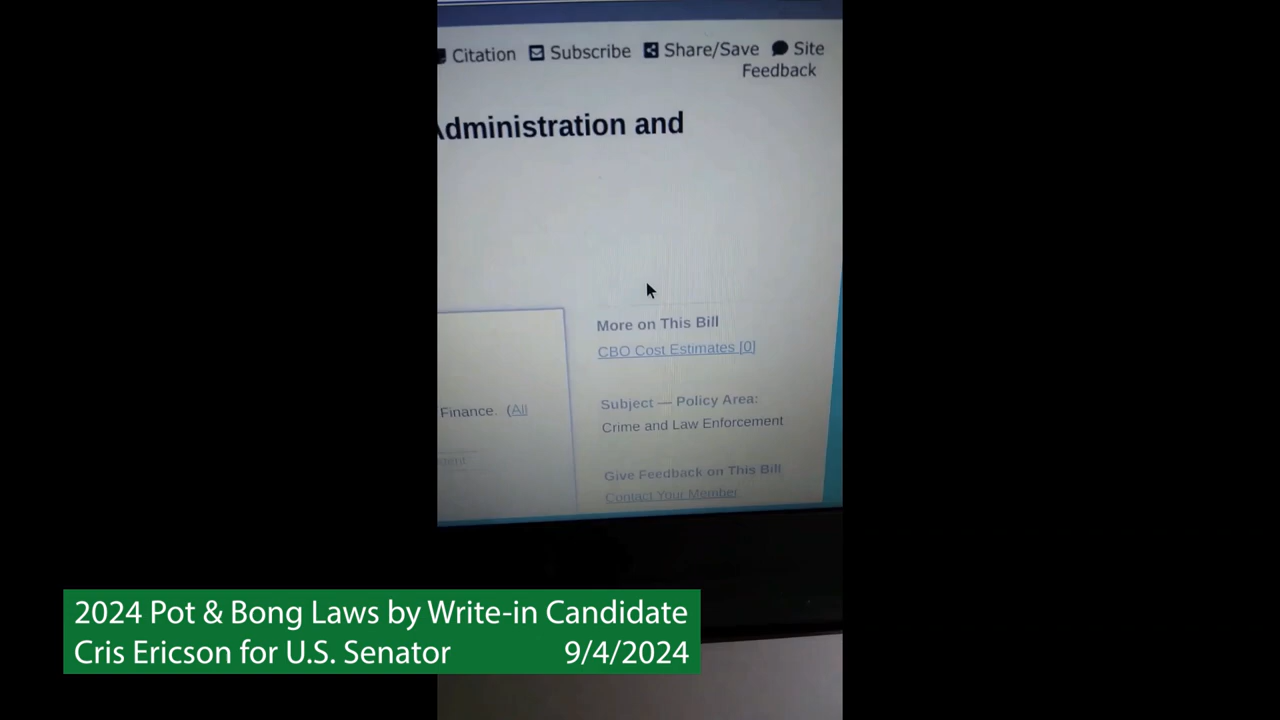 Citation Subscribe Share/Save Site
Feedback
Administration and
More on This Bill
CBO Cost Estimates [0]
Finance. (All
Subject — Policy Area:
Crime and Law Enforcement
Give Feedback on This Bill
Contact Your Member
2024 Pot & Bong Laws by Write-in Candidate
Cris Ericson for U.S. Senator 9/4/2024